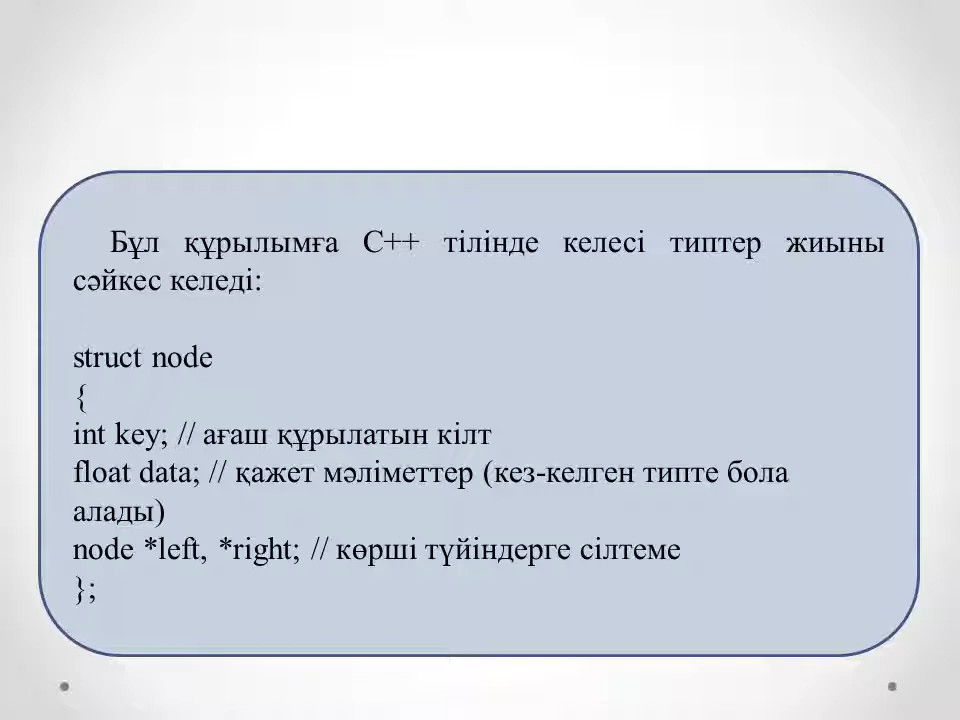 Бұл құрылымға С++ тілінде келесі типтер жиыны
сәйкес келеді:
struct node
{
int key; // ағаш құрылатын кілт
float data; // қажет мәліметтер (кез-келген типте бола
алады)
node *left, *right; // көрші түйіндерге сілтеме
};